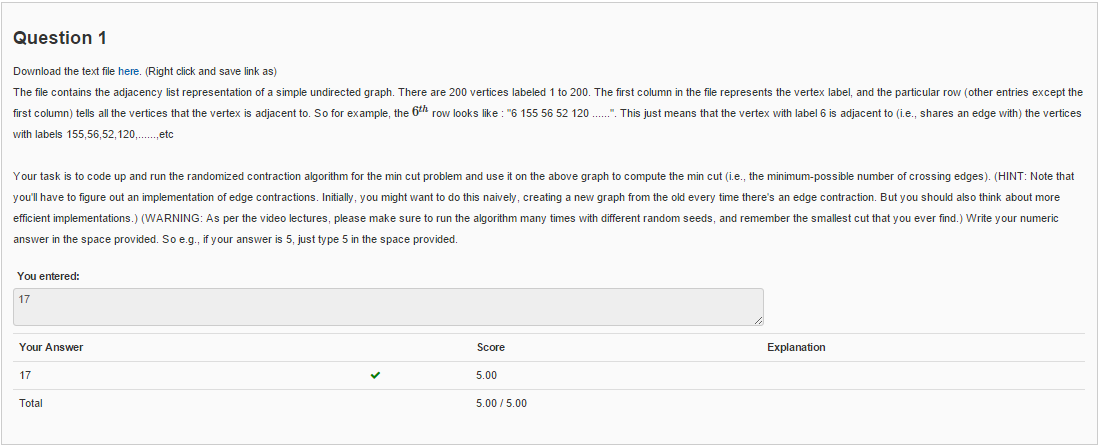 Question 1
Download the text file here. (Right click and save link as)
The file contains the adjacency list representation of a simple undirected graph. There are 200 vertices labeled 1 to 200. The first column in the file represents the vertex label, and the particular row (other entries except the
first column) tells all the vertices that the vertex is adjacent to. So for example, the 6th row looks like : "6 155 56 52 120 ......". This just means that the vertex with label 6 is adjacent to (i.e., shares an edge with) the vertices
with labels 155,56,52,120,......,etc
Your task is to code up and run the randomized contraction algorithm for the min cut problem and use it on the above graph to compute the min cut (i.e., the minimum-possible number of crossing edges). (HINT: Note that
you'll have to figure out an implementation of edge contractions. Initially, you might want to do this naively, creating a new graph from the old every time there's an edge contraction. But you should also think about more
efficient implementations.) (WARNING: As per the video lectures, please make sure to run the algorithm many times with different random seeds, and remember the smallest cut that you ever find.) Write your numeric
answer in the space provided. So e.g., if your answer is 5, just type 5 in the space provided.
You entered:
17
Your Answer Score Explanation
17 5.00
Total 5.00 / 5.00